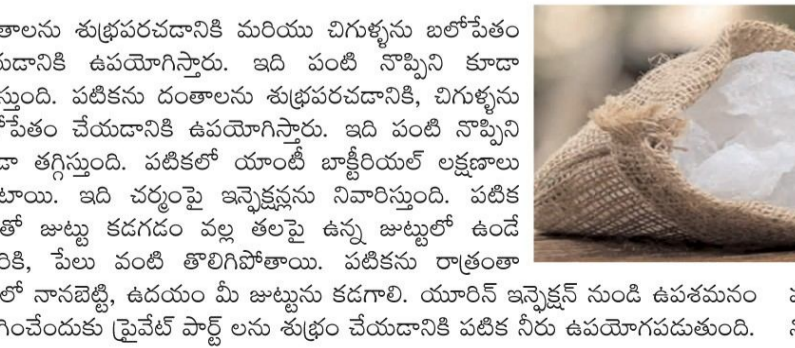 తాలను శుభ్రపరచడానికి మరియు చిగుళ్ళను బలోపేతం
డానికి ఉపయోగిస్తారు. ఇది పంటి నొప్పిని కూడా
స్తుంది. పటికను దంతాలను శుభ్రపరచడానికి, చిగుళ్ళను
పేతం చేయడానికి ఉపయోగిస్తారు. ఇది పంటి నొప్పిని
డా తగ్గిస్తుంది. పటికలో యాంటీ బాక్టీరియల్ లక్షణాలు
టాయి. ఇది చర్మంపై ఇన్ఫెక్షన్లను నివారిస్తుంది. పటిక
తో జుట్టు కడగడం వల్ల తలపై ఉన్న జుట్టులో ఉండే
రికి, పేలు వంటి తొలిగిపోతాయి. పటికను రాత్రంతా
లో నానబెట్టి, ఉదయం మీ జుట్టును కడగాలి. యూరిన్ ఇన్ఫెక్షన్ నుండి ఉపశమనం
గించేందుకు ప్రైవేట్ పార్ట్ లను శుభ్రం చేయడానికి పటిక నీరు ఉపయోగపడుతుంది.